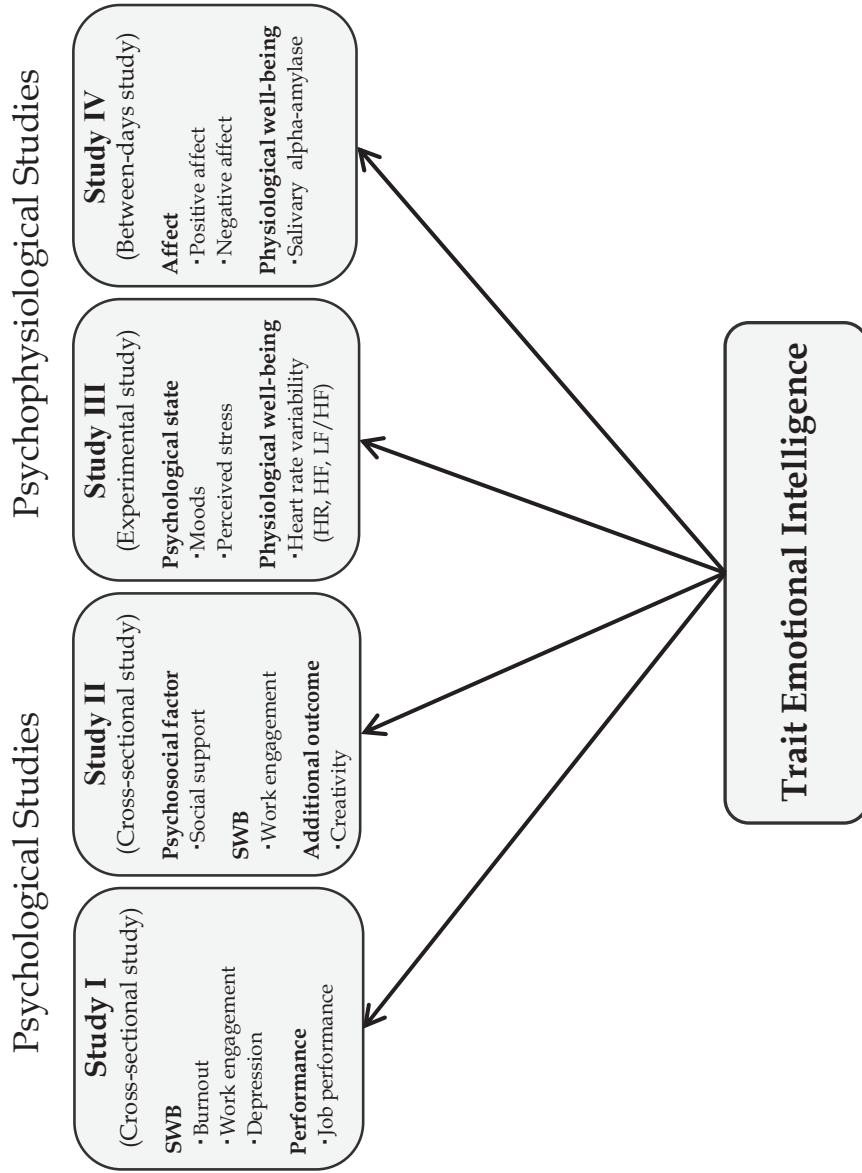 Psychological Studies
Study I
(Cross-sectional study)
SWB
・Burnout
・Work engagement
・Depression
Performance
・Job performance
Study II
(Cross-sectional study)
Psychosocial factor
・Social support
SWB
・Work engagement
Additional outcome
・Creativity
Psychophysiological Studies
Study III
(Experimental study)
Psychological state
・Moods
・Perceived stress
Physiological well-being
・Heart rate variability
(HR, HF, LF/HF)
Study IV
(Between-days study)
Affect
・Positive affect
・Negative affect
Physiological well-being
・Salivary alpha-amylase
Trait Emotional Intelligence